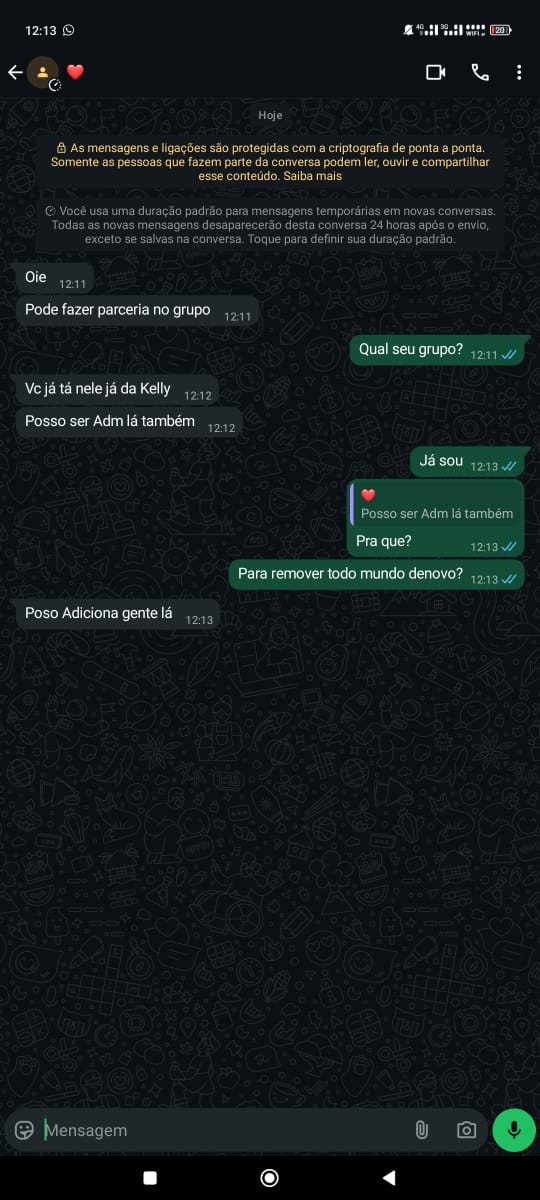 12:13
4G 3G WIFI 20
❤️
Hoje
As mensagens e ligações são protegidas com a criptografia de ponta a ponta.
Somente as pessoas que fazem parte da conversa podem ler, ouvir e compartilhar
esse conteúdo. Saiba mais
Você usa uma duração padrão para mensagens temporárias em novas conversas.
Todas as novas mensagens desaparecerão desta conversa 24 horas após o envio,
exceto se salvas na conversa. Toque para definir sua duração padrão.
Oie 12:11
Pode fazer parceria no grupo 12:11
Qual seu grupo? 12:11
Vc já tá nele já da Kelly 12:12
Posso ser Adm lá também 12:12
Já sou 12:13
❤️
Posso ser Adm lá também
Pra que? 12:13
Para remover todo mundo denovo? 12:13
Poso Adiciona gente lá 12:13
Mensagem